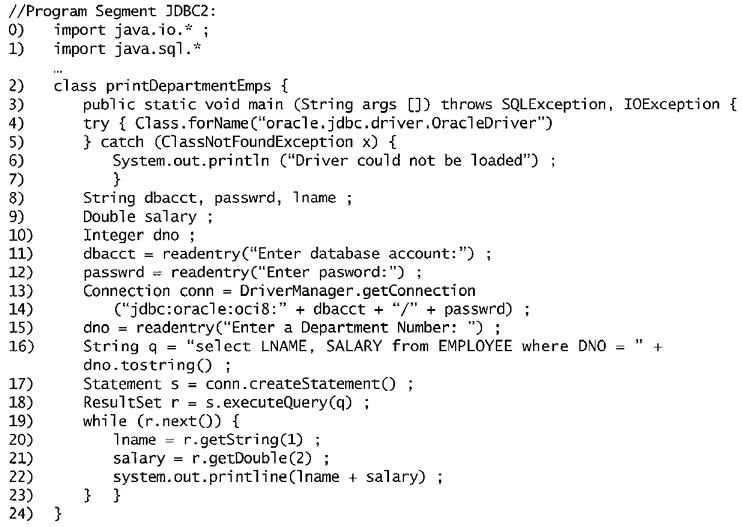 //Program Segment JDBC2:
0) import java.io.* ;
1) import java.sql.*
...
2) class printDepartmentEmps {
3) public static void main (String args []) throws SQLException, IOException {
4) try { Class.forName("oracle.jdbc.driver.OracleDriver")
5) } catch (ClassNotFoundException x) {
6) System.out.println ("Driver could not be loaded") ;
7) }
8) String dbacct, passwrd, lname ;
9) Double salary ;
10) Integer dno ;
11) dbacct = readentry("Enter database account:") ;
12) passwrd = readentry("Enter pasword:") ;
13) Connection conn = DriverManager.getConnection
14) ("jdbc:oracle:oci8:" + dbacct + "/" + passwrd) ;
15) dno = readentry("Enter a Department Number: ") ;
16) String q = "select LNAME, SALARY from EMPLOYEE where DNO = " +
dno.tostring() ;
17) Statement s = conn.createStatement() ;
18) ResultSet r = s.executeQuery(q) ;
19) while (r.next()) {
20) lname = r.getString(1) ;
21) salary = r.getDouble(2) ;
22) system.out.printline(lname + salary) ;
23) } }
24) }